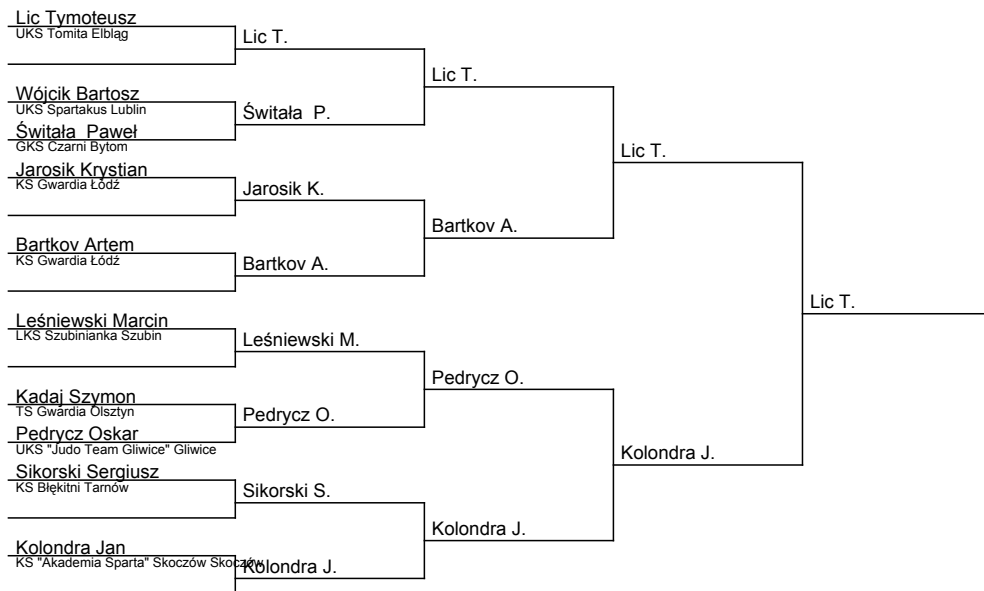 Lic Tymoteusz
UKS Tomita Elbląg
Lic T.
Lic T.
Wójcik Bartosz
UKS Spartakus Lublin
Świtała  P.
Świtała  Paweł
GKS Czarni Bytom
Lic T.
Jarosik Krystian
KS Gwardia Łódź
Jarosik K.
Bartkov A.
Bartkov Artem
KS Gwardia Łódź
Bartkov A.
Lic T.
Leśniewski Marcin
LKS Szubinianka Szubin
Leśniewski M.
Pedrycz O.
Kadaj Szymon
TS Gwardia Olsztyn
Pedrycz O.
Pedrycz Oskar
UKS "Judo Team Gliwice" Gliwice
Kolondra J.
Sikorski Sergiusz
KS Błękitni Tarnów
Sikorski S.
Kolondra J.
Kolondra Jan
KS "Akademia Sparta" Skoczów Skoczów
Kolondra J.